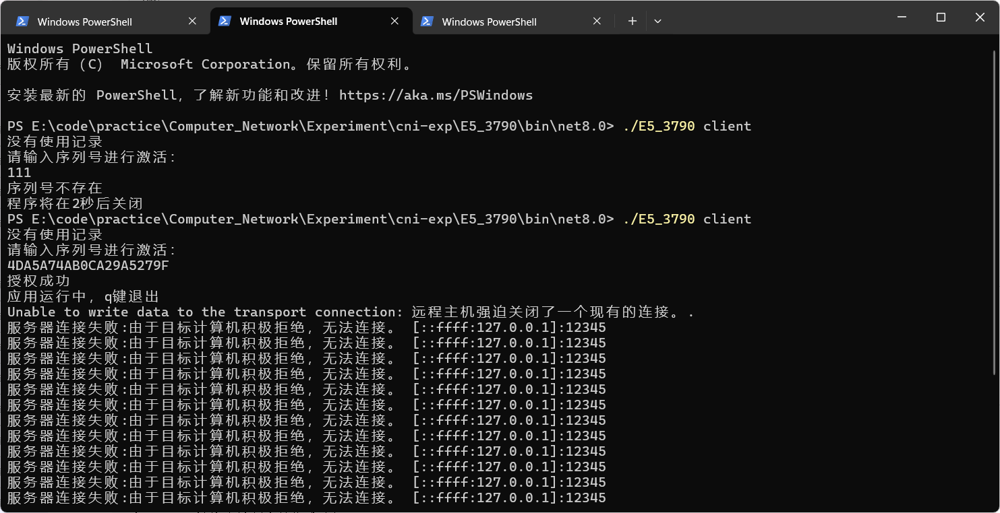 Windows PowerShell
Windows PowerShell
Windows PowerShell
Windows PowerShell
版权所有 (C) Microsoft Corporation。保留所有权利。
安装最新的 PowerShell，了解新功能和改进！https://aka.ms/PSWindows
PS E:\code\practice\Computer_Network\Experiment\cni-exp\E5_3790\bin\net8.0> ./E5_3790 client
没有使用记录
请输入序列号进行激活：
111
序列号不存在
程序将在2秒后关闭
PS E:\code\practice\Computer_Network\Experiment\cni-exp\E5_3790\bin\net8.0> ./E5_3790 client
没有使用记录
请输入序列号进行激活：
4DA5A74AB0CA29A5279F
授权成功
应用运行中，q键退出
Unable to write data to the transport connection: 远程主机强迫关闭了一个现有的连接。.
服务器连接失败:由于目标计算机积极拒绝，无法连接。 [::ffff:127.0.0.1]:12345
服务器连接失败:由于目标计算机积极拒绝，无法连接。 [::ffff:127.0.0.1]:12345
服务器连接失败:由于目标计算机积极拒绝，无法连接。 [::ffff:127.0.0.1]:12345
服务器连接失败:由于目标计算机积极拒绝，无法连接。 [::ffff:127.0.0.1]:12345
服务器连接失败:由于目标计算机积极拒绝，无法连接。 [::ffff:127.0.0.1]:12345
服务器连接失败:由于目标计算机积极拒绝，无法连接。 [::ffff:127.0.0.1]:12345
服务器连接失败:由于目标计算机积极拒绝，无法连接。 [::ffff:127.0.0.1]:12345
服务器连接失败:由于目标计算机积极拒绝，无法连接。 [::ffff:127.0.0.1]:12345
服务器连接失败:由于目标计算机积极拒绝，无法连接。 [::ffff:127.0.0.1]:12345
服务器连接失败:由于目标计算机积极拒绝，无法连接。 [::ffff:127.0.0.1]:12345
服务器连接失败:由于目标计算机积极拒绝，无法连接。 [::ffff:127.0.0.1]:12345
服务器连接失败:由于目标计算机积极拒绝，无法连接。 [::ffff:127.0.0.1]:12345